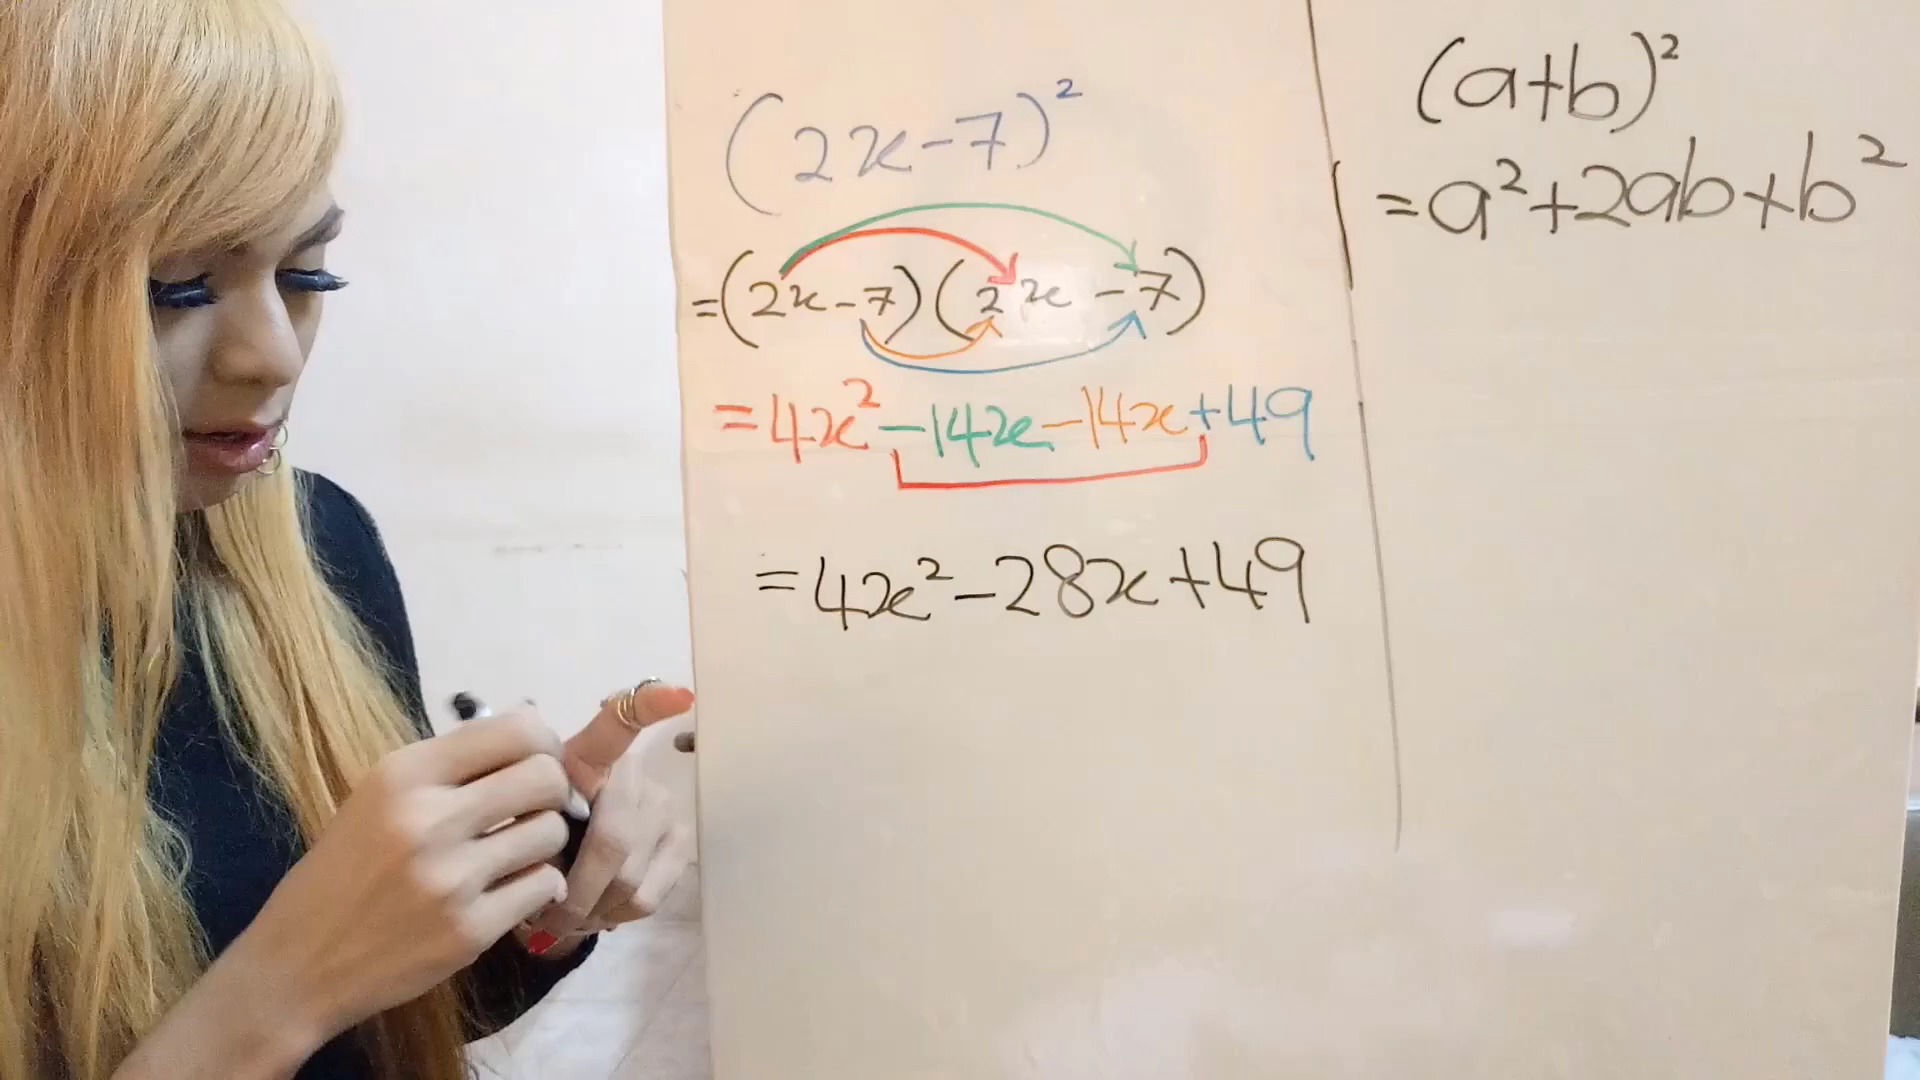 (2x-7)²
=(2x-7)(2x-7)
=4x²-14x-14x+49
=4x²-28x+49
(a+b)²
=a²+2ab+b²